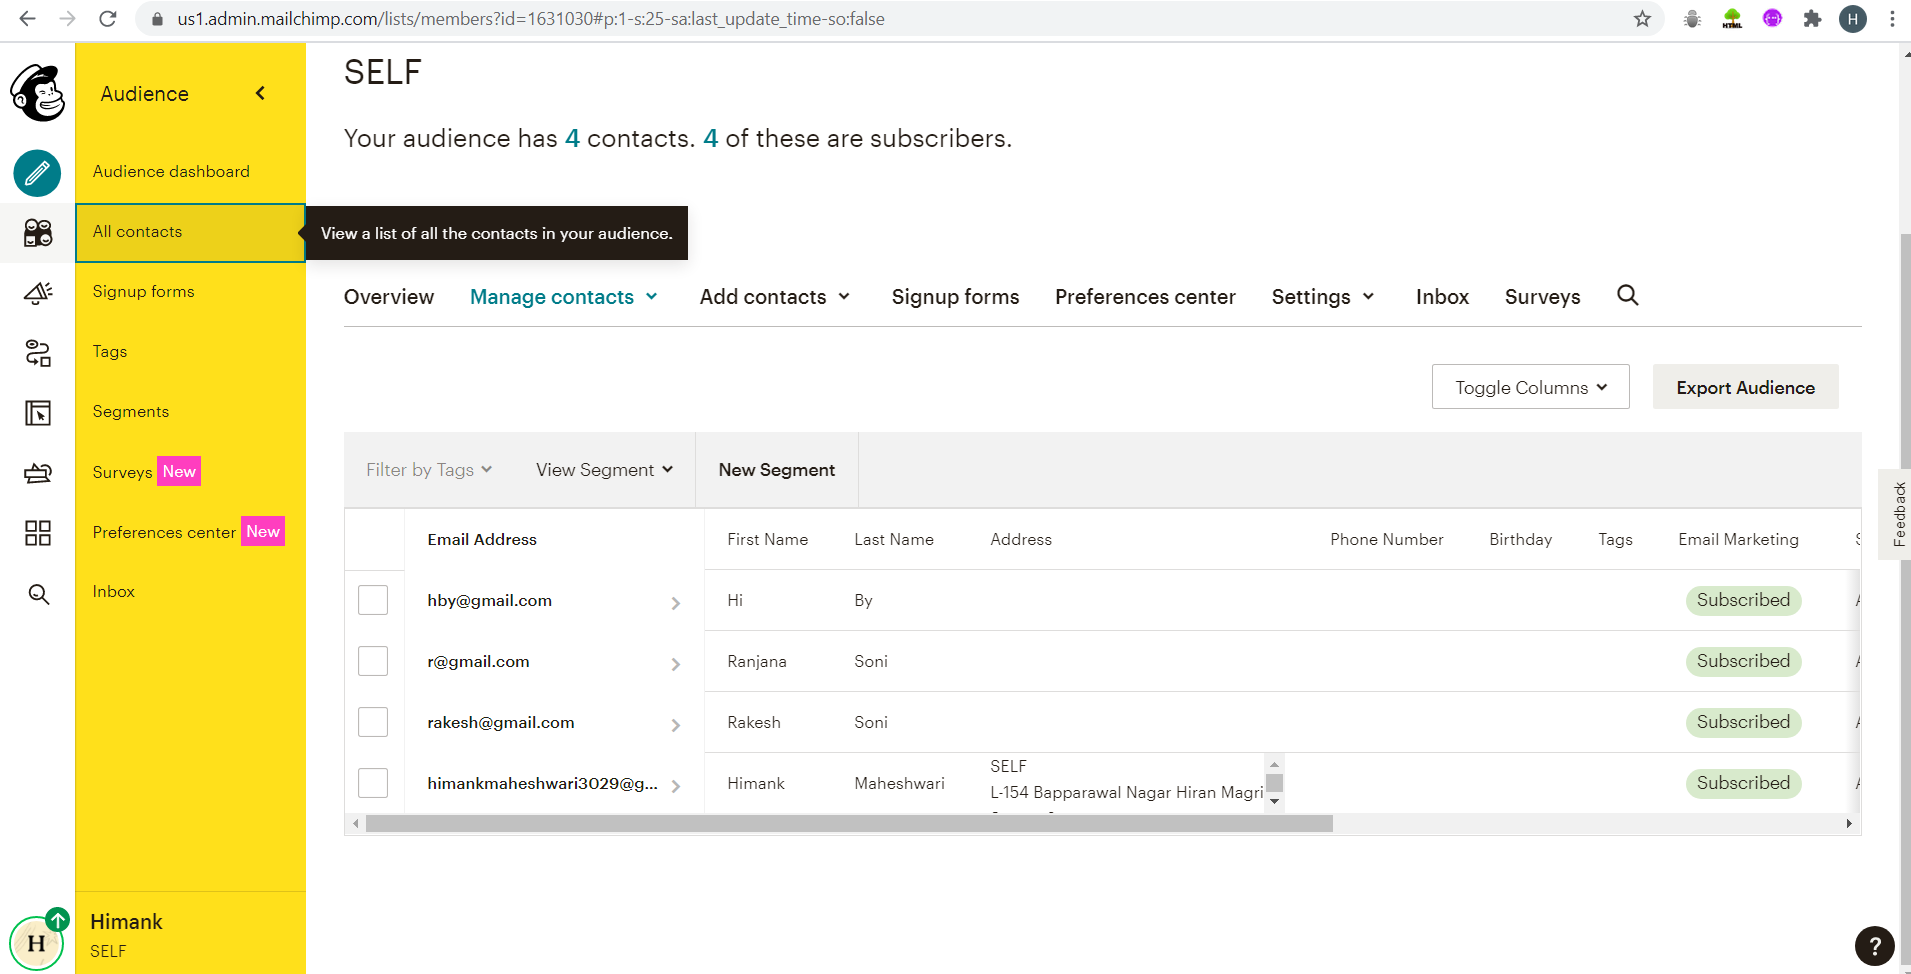 us1.admin.mailchimp.com/lists/members?id=1631030#p:1-s:25-sa:last_update_time-so:false
HTML
H
Audience
Audience dashboard
All contacts
Signup forms
Tags
Segments
Surveys New
Preferences center New
Inbox
H
Himank
SELF
SELF
Your audience has 4 contacts. 4 of these are subscribers.
View a list of all the contacts in your audience.
Overview Manage contacts Add contacts Signup forms Preferences center Settings Inbox Surveys
Toggle Columns Export Audience
Filter by Tags View Segment New Segment
Email Address First Name Last Name Address Phone Number Birthday Tags Email Marketing
hby@gmail.com Hi By Subscribed
r@gmail.com Ranjana Soni Subscribed
rakesh@gmail.com Rakesh Soni Subscribed
himankmaheshwari3029@g... Himank Maheshwari SELF Subscribed
L-154 Bapparawal Nagar Hiran Magri
Feedback
?